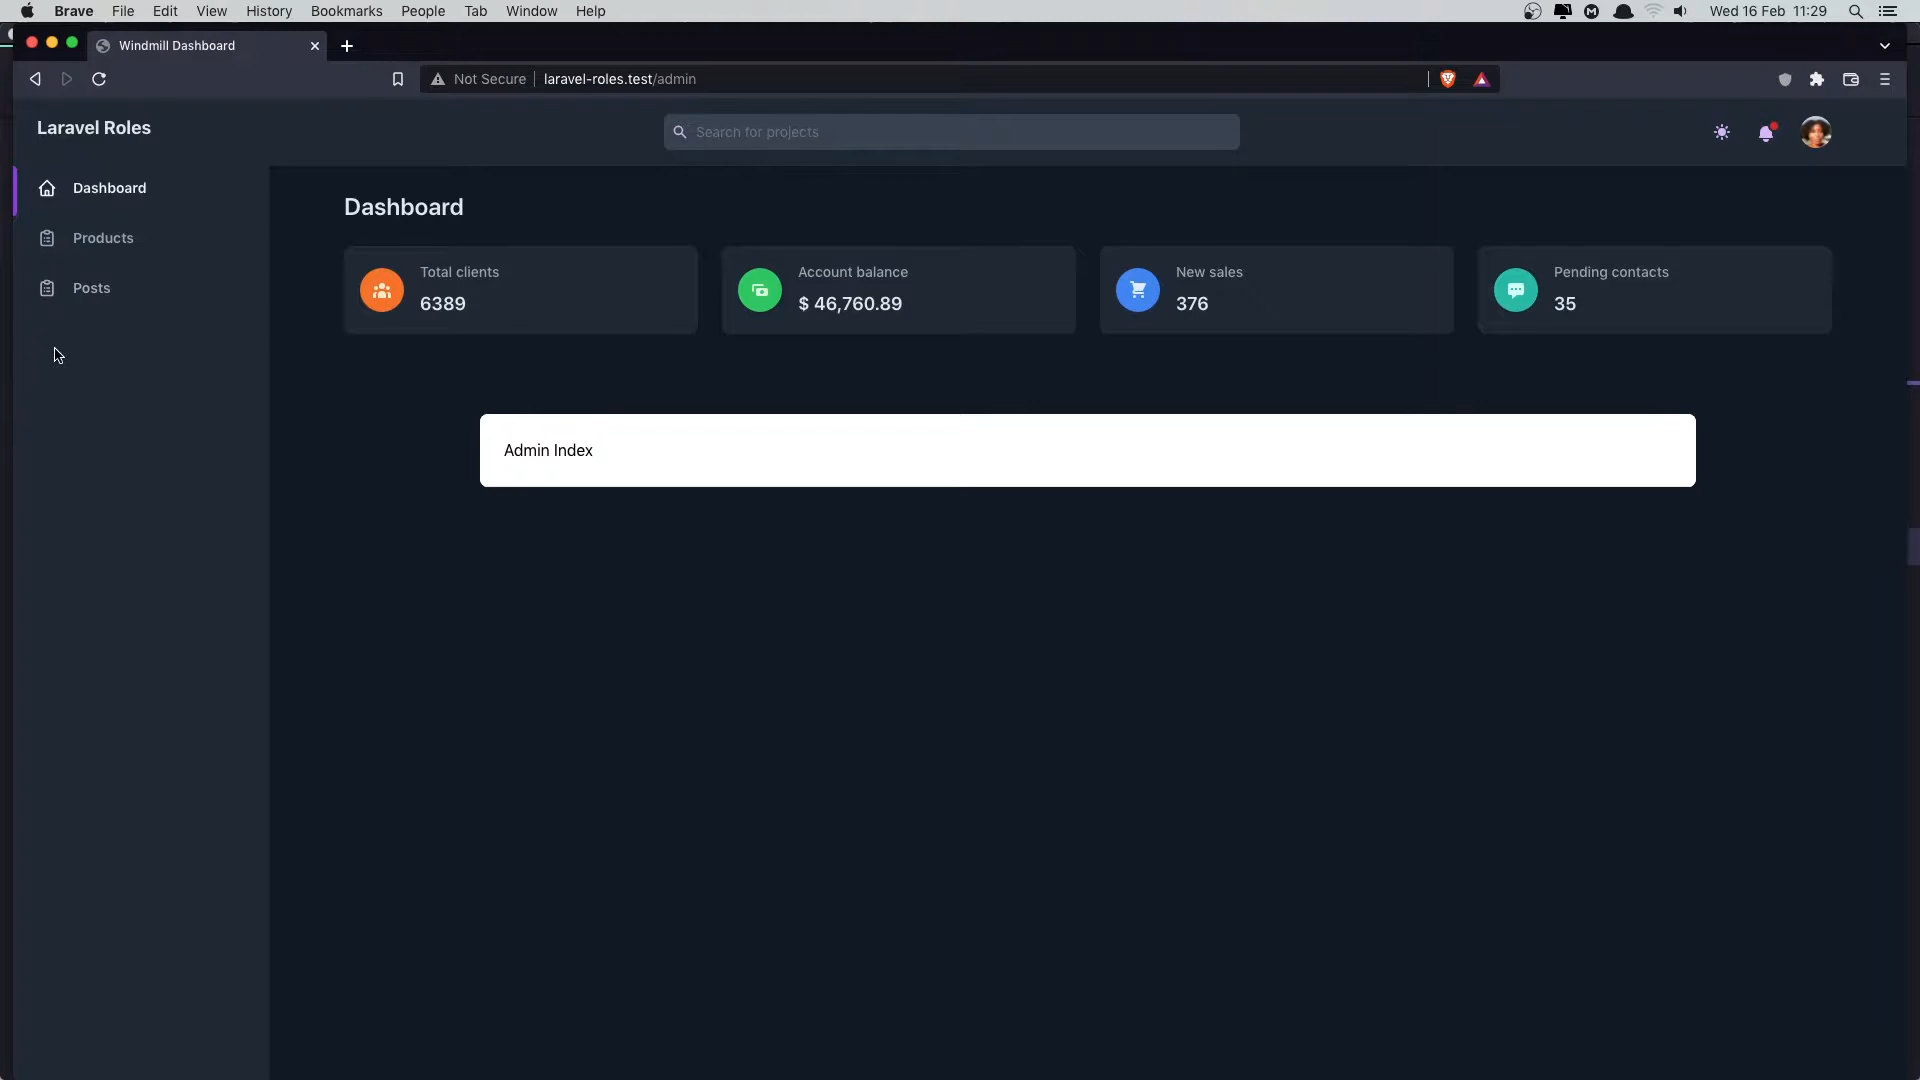 Brave File Edit View History Bookmarks People Tab Window Help Wed 16 Feb 11:29
Windmill Dashboard
Not Secure laravel-roles.test/admin
Laravel Roles
Search for projects
Dashboard
Products
Posts
Dashboard
Total clients
6389
Account balance
$ 46,760.89
New sales
376
Pending contacts
35
Admin Index